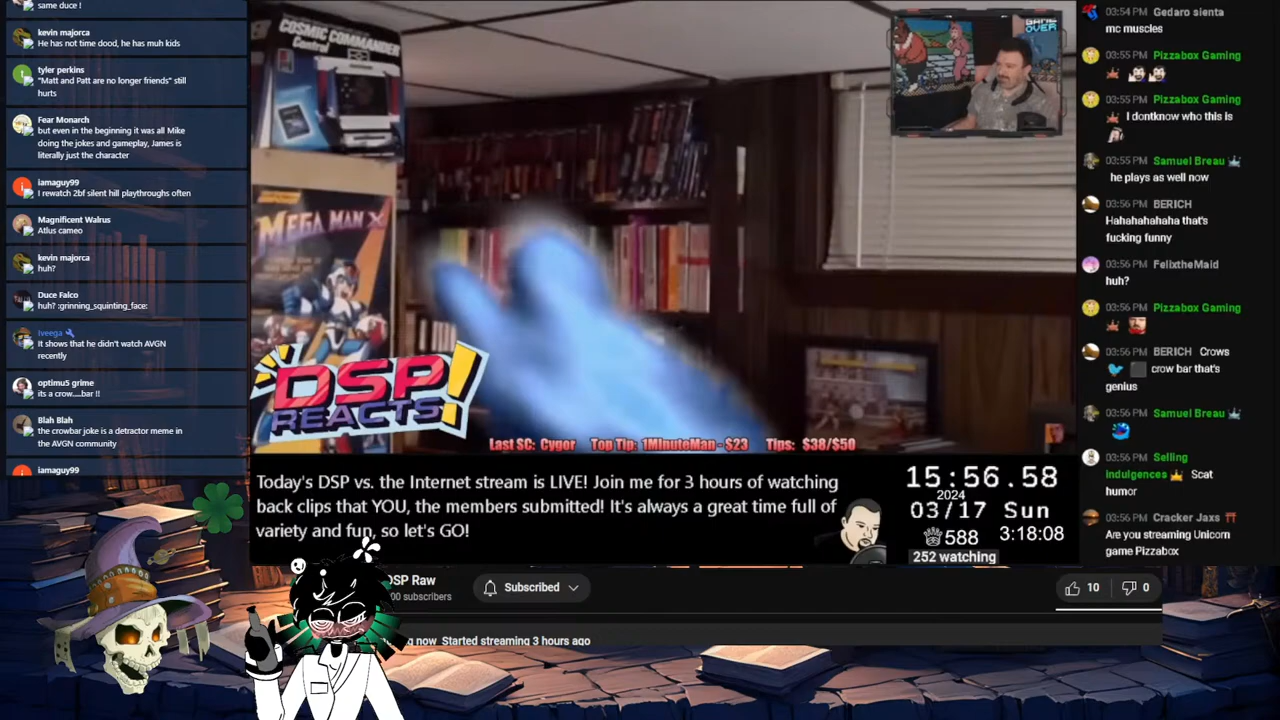 same duce !
kevin majorca
He has not time dood, he has muh kids
tyler perkins
"Matt and Patt are no longer friends" still
hurts
Fear Monarch
but even in the beginning it was all Mike
doing the jokes and gameplay, James is
literally just the character
iamaguy99
I rewatch 2bf silent hill playthroughs often
Magnificent Walrus
Atlus cameo
kevin majorca
huh?
Duce Falco
huh? :grinning_squinting_face:
Iveega
It shows that he didn't watch AVGN
recently
optimu5 grime
its a crow.....bar !!
Blah Blah
the crowbar joke is a detractor meme in
the AVGN community
iamaguy99
COSMIC COMMANDER
Control
MEGA MAN X
GAME
OVER
DSP
REACTS!
Last SC: Cygor Top Tip: 1MinuteMan - $23 Tips: $38/$50
Today's DSP vs. the Internet stream is LIVE! Join me for 3 hours of watching
back clips that YOU, the members submitted! It's always a great time full of
variety and fun, so let's GO!
15:56.58
2024
03/17 Sun
588
3:18:08
252 watching
DSP Raw
00 subscribers
Subscribed
10
0
g now Started streaming 3 hours ago
03:54 PM Gedaro sienta
mc muscles
03:55 PM Pizzabox Gaming
03:55 PM Pizzabox Gaming
I dontknow who this is
03:55 PM Samuel Breau
he plays as well now
03:56 PM BERICH
Hahahahahaha that's
fucking funny
03:56 PM FelixtheMaid
huh?
03:56 PM Pizzabox Gaming
03:56 PM BERICH Crows
crow bar that's
genius
03:56 PM Samuel Breau
03:56 PM Selling
Indulgences Scat
humor
03:56 PM Cracker Jaxs
Are you streaming Unicorn
game Pizzabox